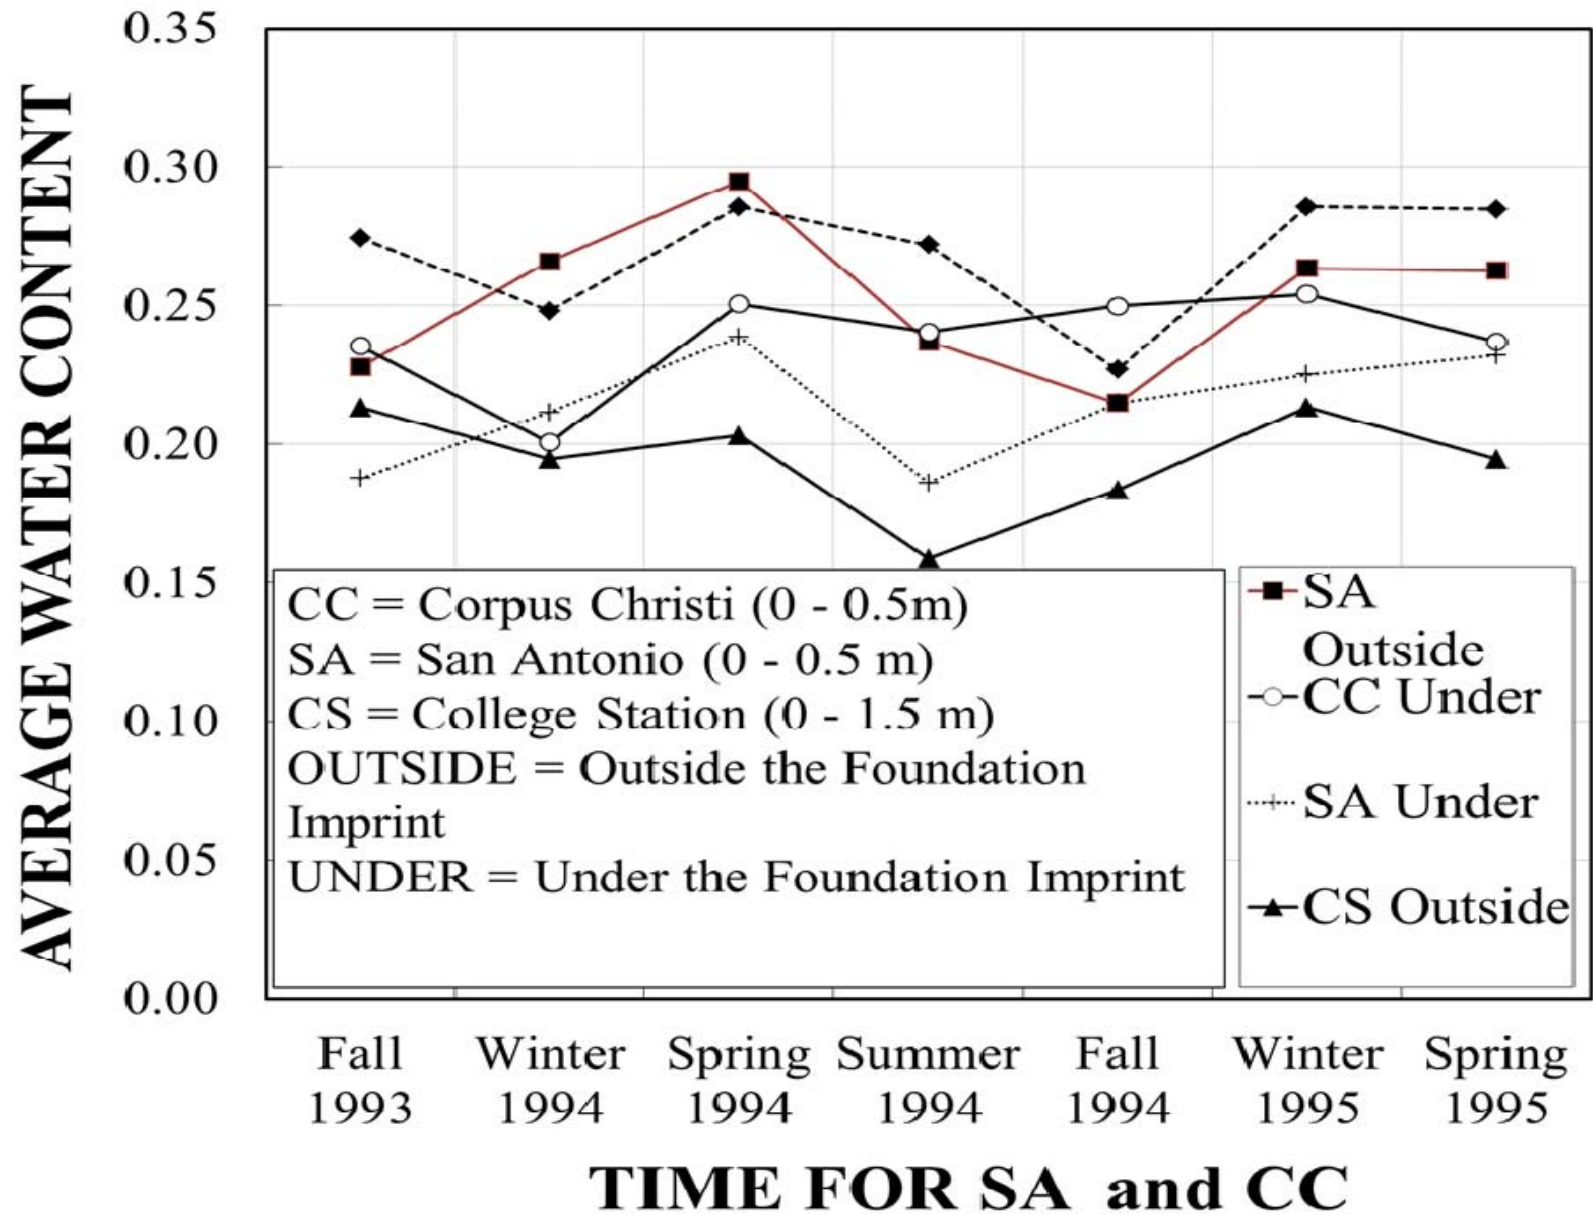 AVERAGE WATER CONTENT
0.35
0.30
0.25
0.20
0.15
0.10
0.05
0.00
CC = Corpus Christi (0 - 0.5m)
SA = San Antonio (0 - 0.5 m)
CS = College Station (0 - 1.5 m)
OUTSIDE = Outside the Foundation
Imprint
UNDER = Under the Foundation Imprint
SA
Outside
CC Under
SA Under
CS Outside
Fall Winter Spring Summer Fall Winter Spring
1993 1994 1994 1994 1994 1995 1995
TIME FOR SA and CC